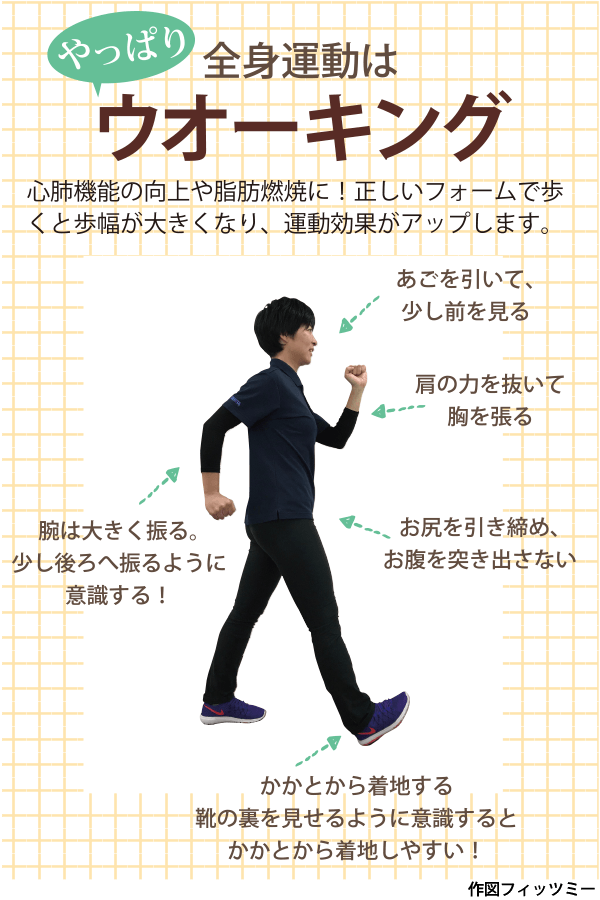 やっぱり
全身運動は
ウオーキング
心肺機能の向上や脂肪燃焼に！正しいフォームで歩
くと歩幅が大きくなり、運動効果がアップします。
あごを引いて、
少し前を見る
肩の力を抜いて
胸を張る
腕は大きく振る。
少し後ろへ振るように
意識する！
お尻を引き締め、
お腹を突き出さない
かかとから着地する
靴の裏を見せるように意識すると
かかとから着地しやすい！
作図フィッツミー